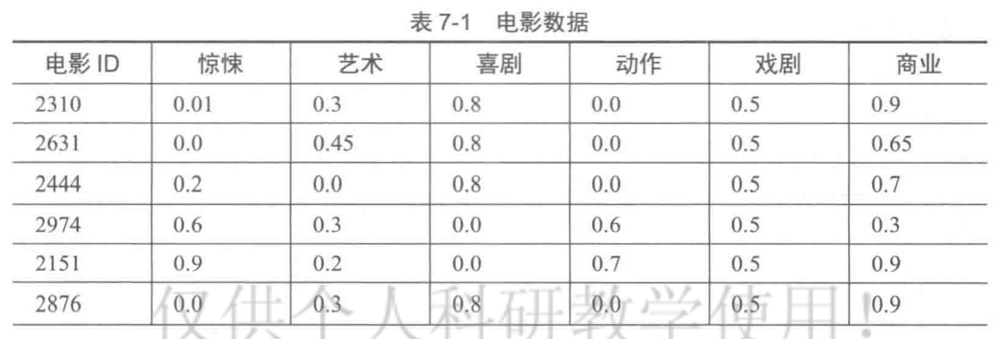 表 7-1 电影数据
电影 ID 惊悚 艺术 喜剧 动作 戏剧 商业
2310 0.01 0.3 0.8 0.0 0.5 0.9
2631 0.0 0.45 0.8 0.0 0.5 0.65
2444 0.2 0.0 0.8 0.0 0.5 0.7
2974 0.6 0.3 0.0 0.6 0.5 0.3
2151 0.9 0.2 0.0 0.7 0.5 0.9
2876 0.0 0.3 0.8 0.0 0.5 0.9
仅供个人科研教学使用!